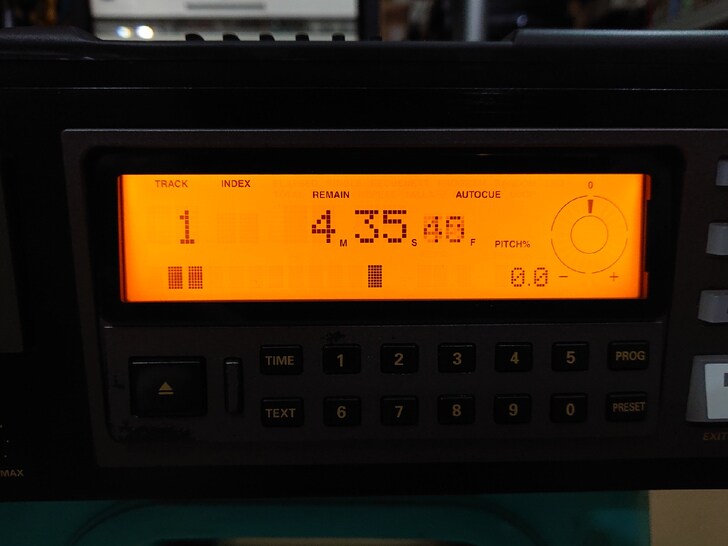 TRACK INDEX
REMAIN AUTOCUE
0
1 4 M 35 S F PITCH%
0.0 − +
TIME 1 2 3 4 5 PROG
TEXT 6 7 8 9 0 PRESET
EXIT
MAX